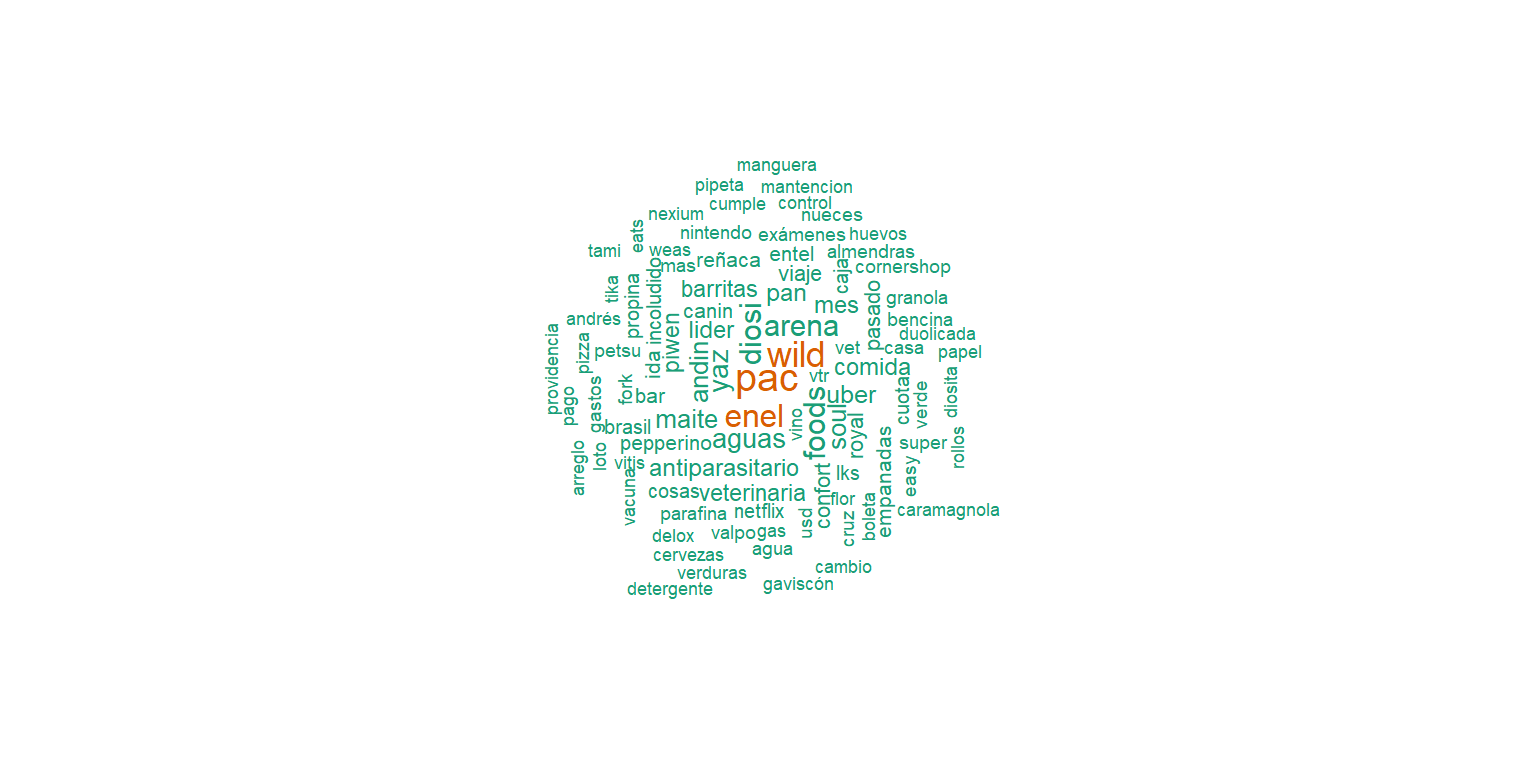 manguera
pipeta
mantencion
cumple
control
nexium
nueces
eats
nintendo
exámenes
huevos
tami
weas
entel
almendras
mas
reñaca
viaje
caja
cornershop
tika
propina
incoludido
barritas
pan
mes
pasado
granola
andrés
canin
diosi
arena
bencina
duolicada
lider
piwen
providencia
pizza
petsu
ida
andin
yaz
wild
vet
casa
papel
pac
vtr
comida
pago
gastos
fork
bar
uber
cuota
verde
diosita
maite
enel
vino
foods
soul
royal
brasil
pepperino
aguas
super
rollos
arreglo
loto
vitis
antiparasitario
lks
empanadas
easy
vacuna
cosas
veterinaria
confort
flor
boleta
caramagnola
parafina
netflix
usd
cruz
delox
valpo
gas
cervezas
agua
verduras
cambio
detergente
gaviscón